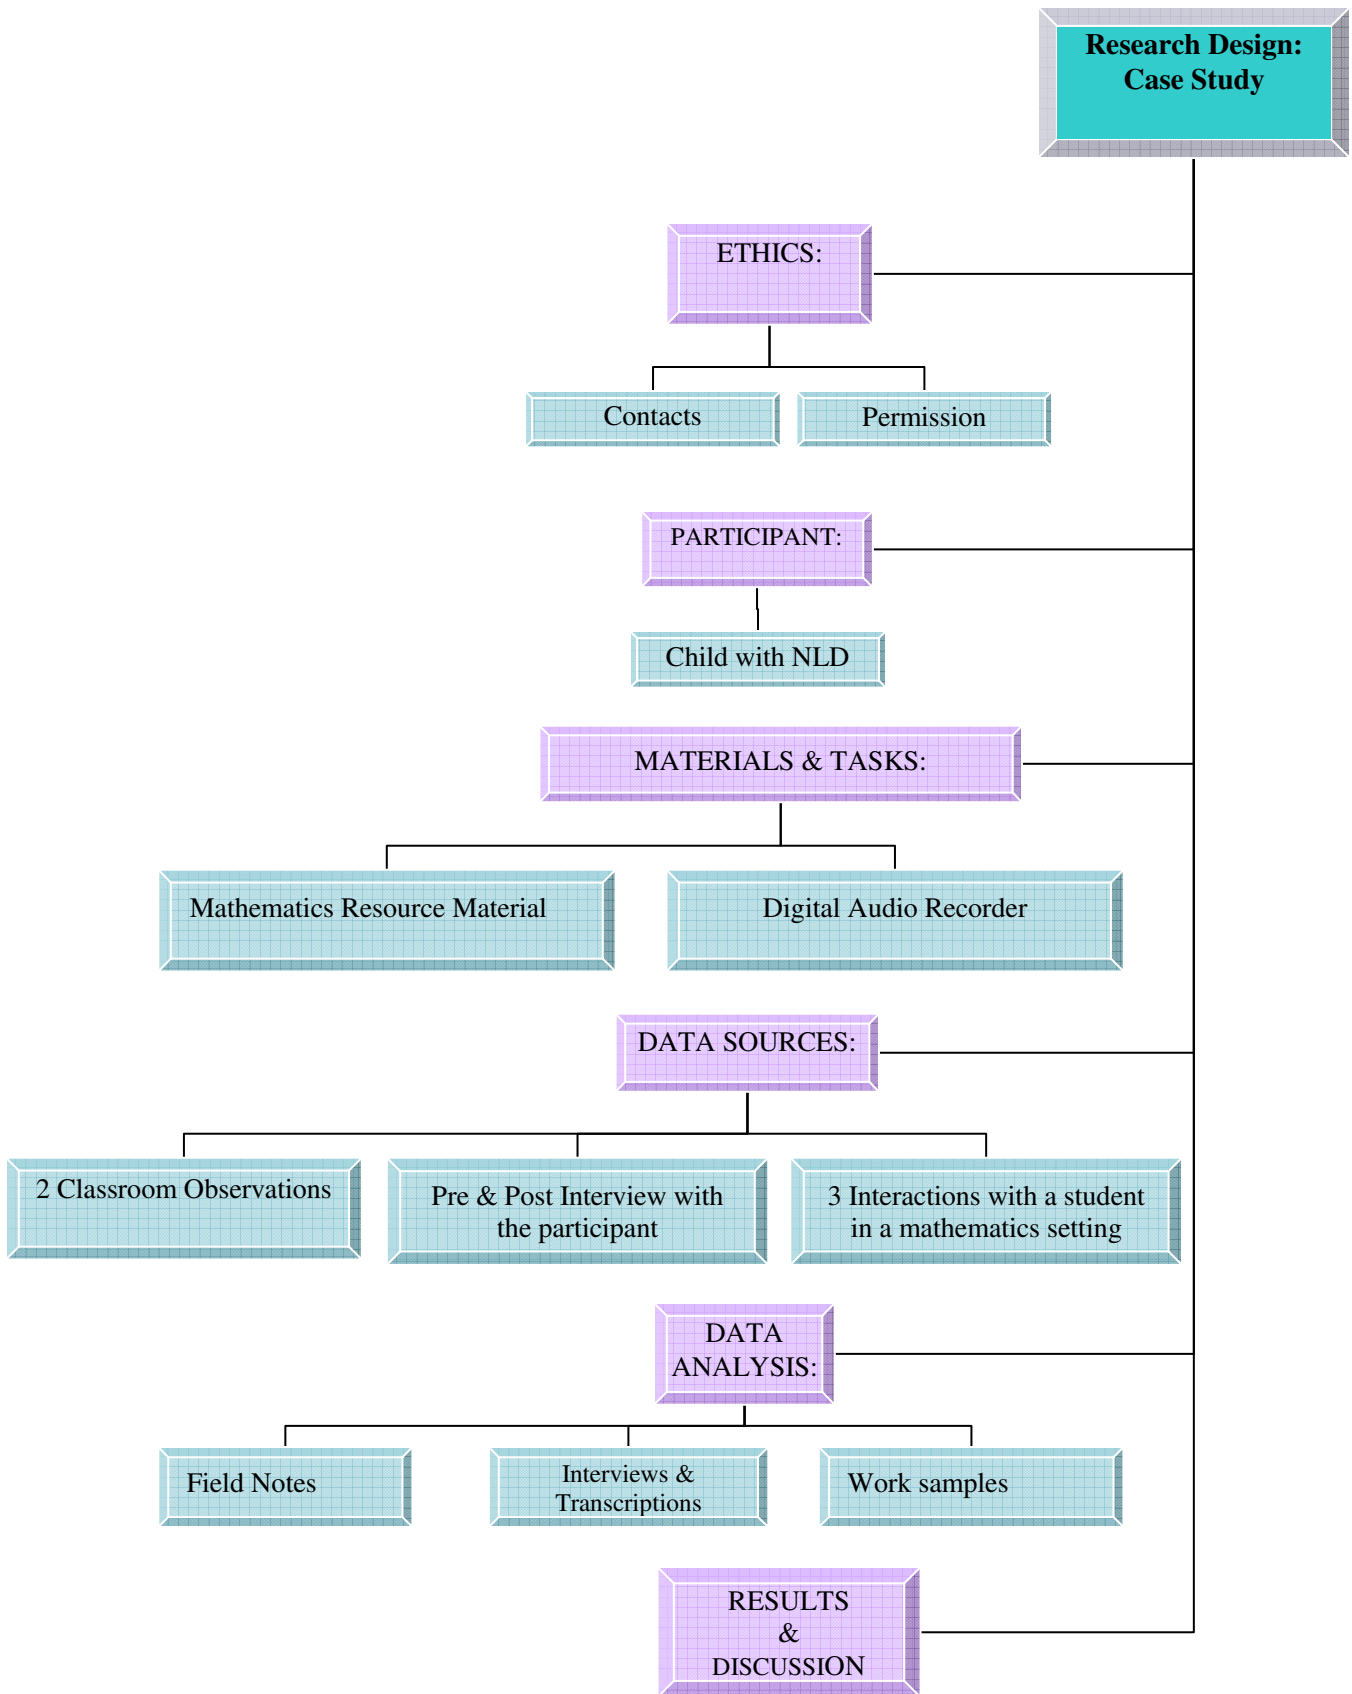 Research Design:
Case Study
ETHICS:
Contacts
Permission
PARTICIPANT:
Child with NLD
MATERIALS & TASKS:
Mathematics Resource Material
Digital Audio Recorder
DATA SOURCES:
2 Classroom Observations
Pre & Post Interview with
the participant
3 Interactions with a student
in a mathematics setting
DATA
ANALYSIS:
Field Notes
Interviews &
Transcriptions
Work samples
RESULTS
&
DISCUSSION